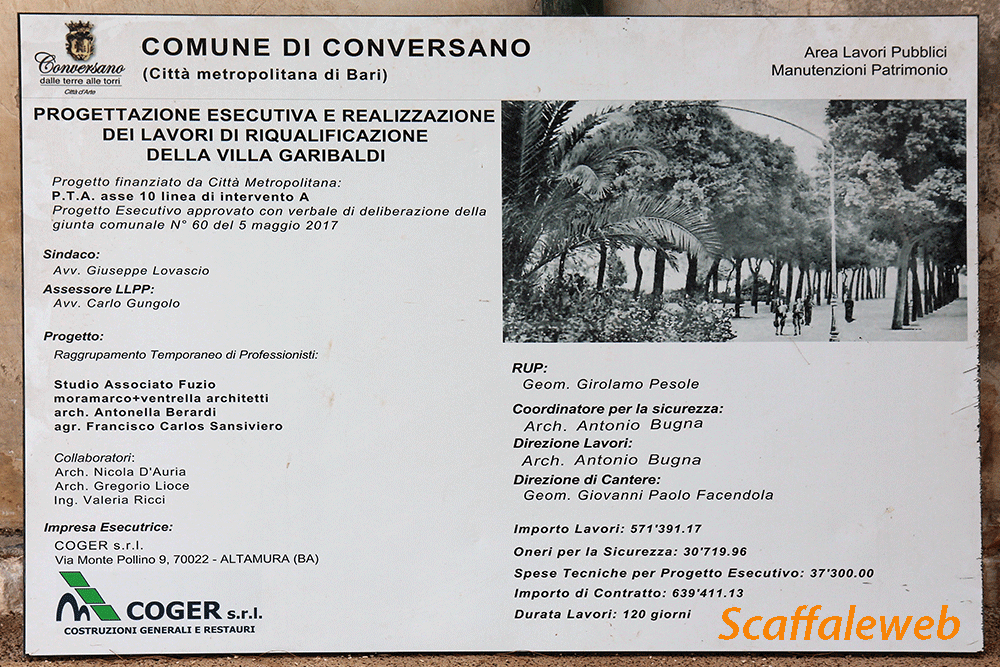 Conversano
dalle terre alle torri
Città d'Arte
COMUNE DI CONVERSANO
(Città metropolitana di Bari)
Area Lavori Pubblici
Manutenzioni Patrimonio
PROGETTAZIONE ESECUTIVA E REALIZZAZIONE
DEI LAVORI DI RIQUALIFICAZIONE
DELLA VILLA GARIBALDI
Progetto finanziato da Città Metropolitana:
P.T.A. asse 10 linea di intervento A
Progetto Esecutivo approvato con verbale di deliberazione della
giunta comunale N° 60 del 5 maggio 2017
Sindaco:
Avv. Giuseppe Lovascio
Assessore LLPP:
Avv. Carlo Gungolo
Progetto:
Raggrupamento Temporaneo di Professionisti:
Studio Associato Fuzio
moramarco+ventrella architetti
arch. Antonella Berardi
agr. Francisco Carlos Sansiviero
Collaboratori:
Arch. Nicola D'Auria
Arch. Gregorio Lioce
Ing. Valeria Ricci
Impresa Esecutrice:
COGER s.r.l.
Via Monte Pollino 9, 70022 - ALTAMURA (BA)
COGER s.r.l.
COSTRUZIONI GENERALI E RESTAURI
RUP:
Geom. Girolamo Pesole
Coordinatore per la sicurezza:
Arch. Antonio Bugna
Direzione Lavori:
Arch. Antonio Bugna
Direzione di Cantere:
Geom. Giovanni Paolo Facendola
Importo Lavori: 571'391.17
Oneri per la Sicurezza: 30'719.96
Spese Tecniche per Progetto Esecutivo: 37'300.00
Importo di Contratto: 639'411.13
Durata Lavori: 120 giorni
Scaffaleweb